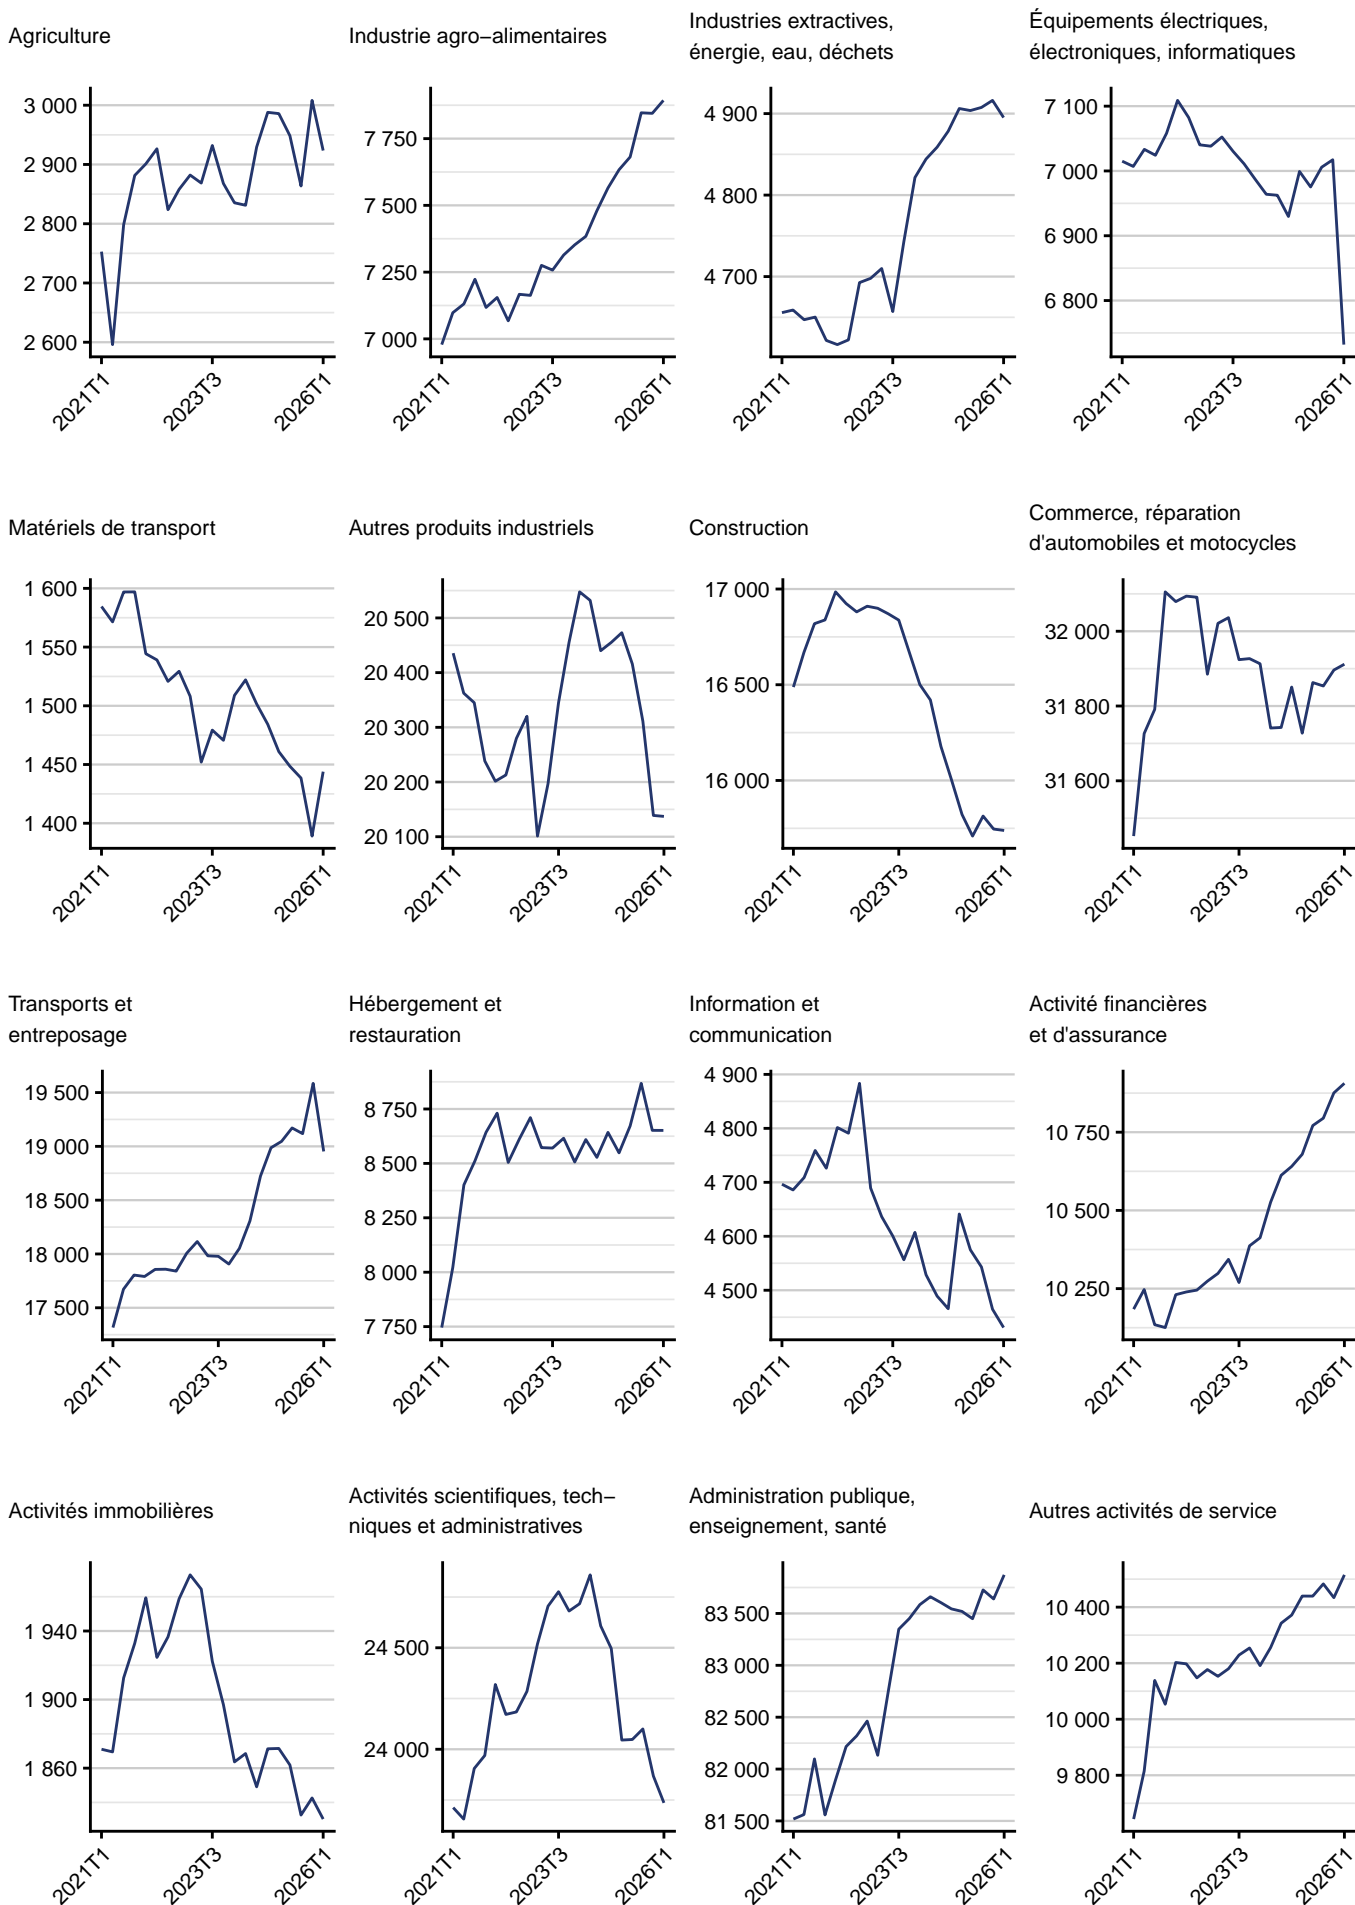 Agriculture
3 000
2 900
2 800
2 700
2 600
2021T1
2023T3
2026T1
Industrie agro−alimentaires
7 750
7 500
7 250
7 000
2021T1
2023T3
2026T1
Industries extractives,
énergie, eau, déchets
4 900
4 800
4 700
2021T1
2023T3
2026T1
Équipements électriques,
électroniques, informatiques
7 100
7 000
6 900
6 800
2021T1
2023T3
2026T1
Matériels de transport
1 600
1 550
1 500
1 450
1 400
2021T1
2023T3
2026T1
Autres produits industriels
20 500
20 400
20 300
20 200
20 100
2021T1
2023T3
2026T1
Construction
17 000
16 500
16 000
2021T1
2023T3
2026T1
Commerce, réparation
d'automobiles et motocycles
32 000
31 800
31 600
2021T1
2023T3
2026T1
Transports et
entreposage
19 500
19 000
18 500
18 000
17 500
2021T1
2023T3
2026T1
Hébergement et
restauration
8 750
8 500
8 250
8 000
7 750
2021T1
2023T3
2026T1
Information et
communication
4 900
4 800
4 700
4 600
4 500
2021T1
2023T3
2026T1
Activité financières
et d'assurance
10 750
10 500
10 250
2021T1
2023T3
2026T1
Activités immobilières
1 940
1 900
1 860
2021T1
2023T3
2026T1
Activités scientifiques, tech−
niques et administratives
24 500
24 000
2021T1
2023T3
2026T1
Administration publique,
enseignement, santé
83 500
83 000
82 500
82 000
81 500
2021T1
2023T3
2026T1
Autres activités de service
10 400
10 200
10 000
9 800
2021T1
2023T3
2026T1